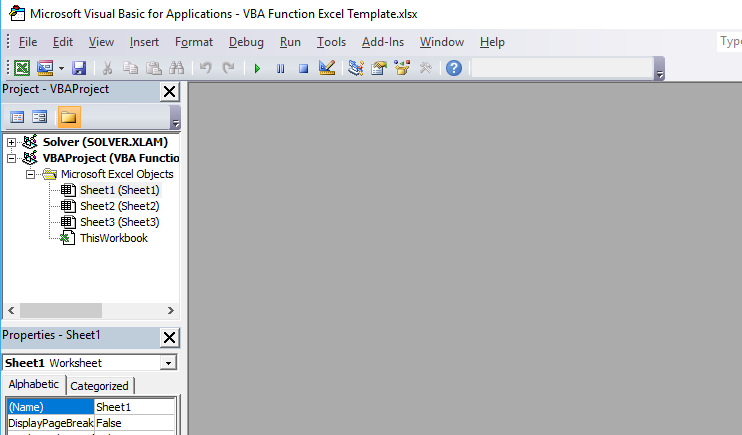 Microsoft Visual Basic for Applications - VBA Function Excel Template.xlsx
File Edit View Insert Format Debug Run Tools Add-Ins Window Help Type
Project - VBAProject
Solver (SOLVER.XLAM)
VBAProject (VBA Functio
Microsoft Excel Objects
Sheet1 (Sheet1)
Sheet2 (Sheet2)
Sheet3 (Sheet3)
ThisWorkbook
Properties - Sheet1
Sheet1 Worksheet
Alphabetic Categorized
(Name) Sheet1
DisplayPageBreak False